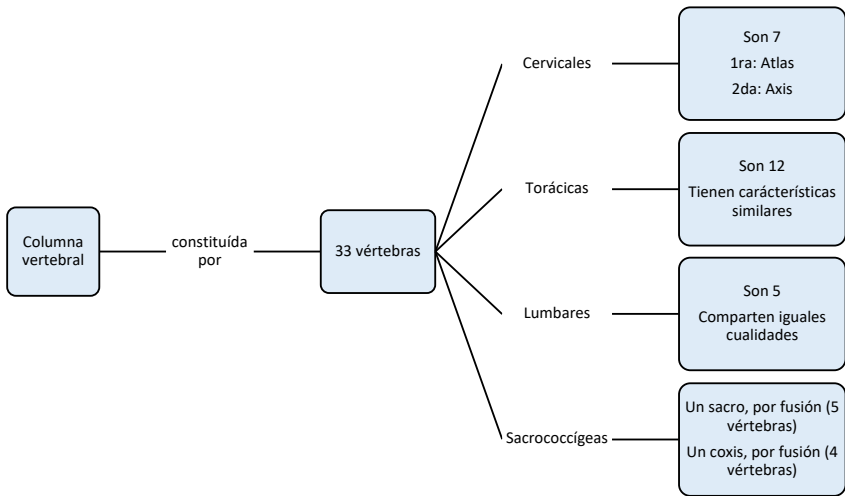 Columna
vertebral
constituída
por
33 vértebras
Cervicales
Son 7
1ra: Atlas
2da: Axis
Torácicas
Son 12
Tienen carácterísticas
similares
Lumbares
Son 5
Comparten iguales
cualidades
Sacrococcígeas
Un sacro, por fusión (5
vértebras)
Un coxis, por fusión (4
vértebras)